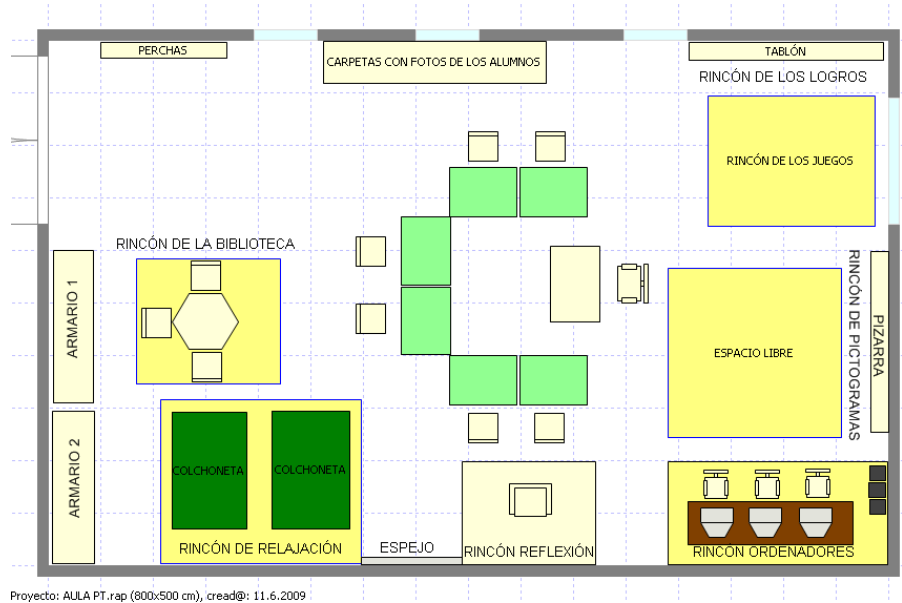 PERCHAS
CARPETAS CON FOTOS DE LOS ALUMNOS
TABLÓN
RINCÓN DE LOS LOGROS
RINCÓN DE LOS JUEGOS
RINCÓN DE LA BIBLIOTECA
ARMARIO 1
RINCÓN DE PICTOGRAMAS
PIZARRA
ESPACIO LIBRE
ARMARIO 2
COLCHONETA
COLCHONETA
RINCÓN DE RELAJACIÓN
ESPEJO
RINCÓN REFLEXIÓN
RINCÓN ORDENADORES
Proyecto: AULA PT.rap (800x500 cm), cread@: 11.6.2009